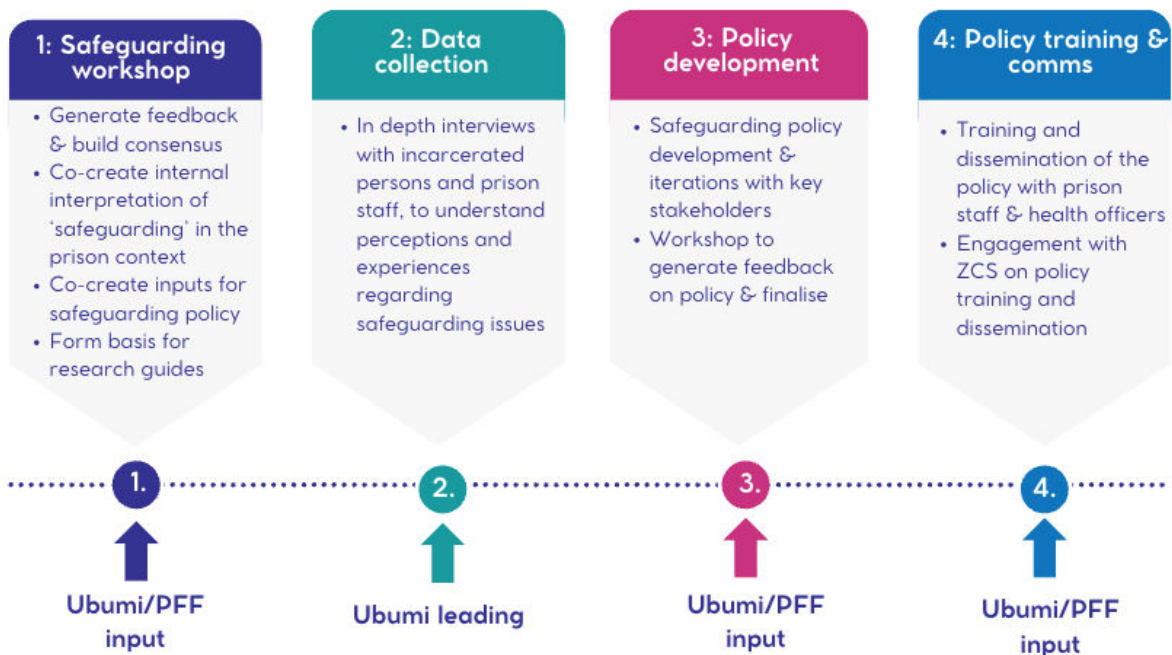 1: Safeguarding
workshop
• Generate feedback
& build consensus
• Co-create internal
interpretation of
‘safeguarding’ in the
prison context
• Co-create inputs for
safeguarding policy
• Form basis for
research guides
2: Data
collection
• In depth interviews
with incarcerated
persons and prison
staff, to understand
perceptions and
experiences
regarding
safeguarding issues
3: Policy
development
• Safeguarding policy
development &
iterations with key
stakeholders
• Workshop to
generate feedback
on policy & finalise
4: Policy training &
comms
• Training and
dissemination of the
policy with prison
staff & health officers
• Engagement with
ZCS on policy
training and
dissemination
1.
2.
3.
4.
Ubumi/PFF
input
Ubumi leading
Ubumi/PFF
input
Ubumi/PFF
input